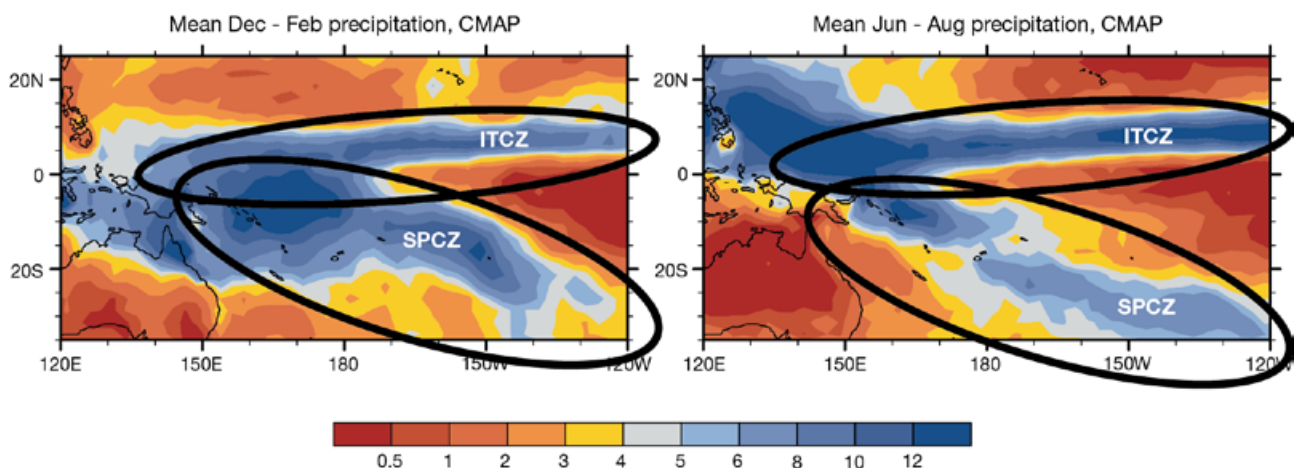 Mean Dec - Feb precipitation, CMAP
20N
0
20S
ITCZ
SPCZ
120E 150E 180 150W 120W
Mean Jun - Aug precipitation, CMAP
20N
0
20S
ITCZ
SPCZ
120E 150E 180 150W 120W
0.5 1 2 3 4 5 6 8 10 12